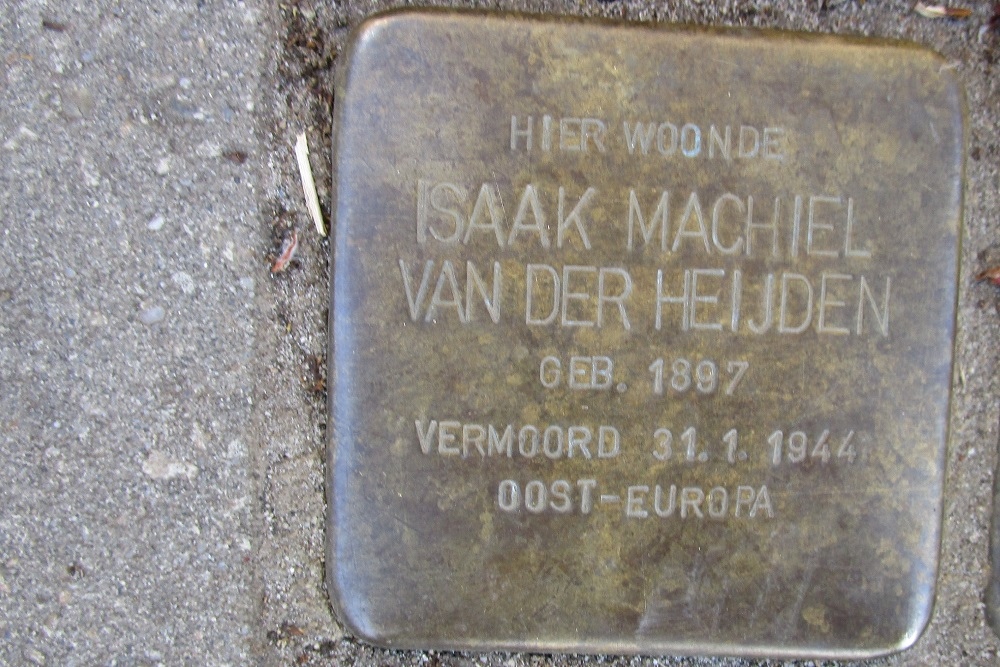 HIER WOONDE
ISAAK MACHIEL
VAN DER HEIJDEN
GEB. 1897
VERMOORD 31.1.1944
OOST-EUROPA